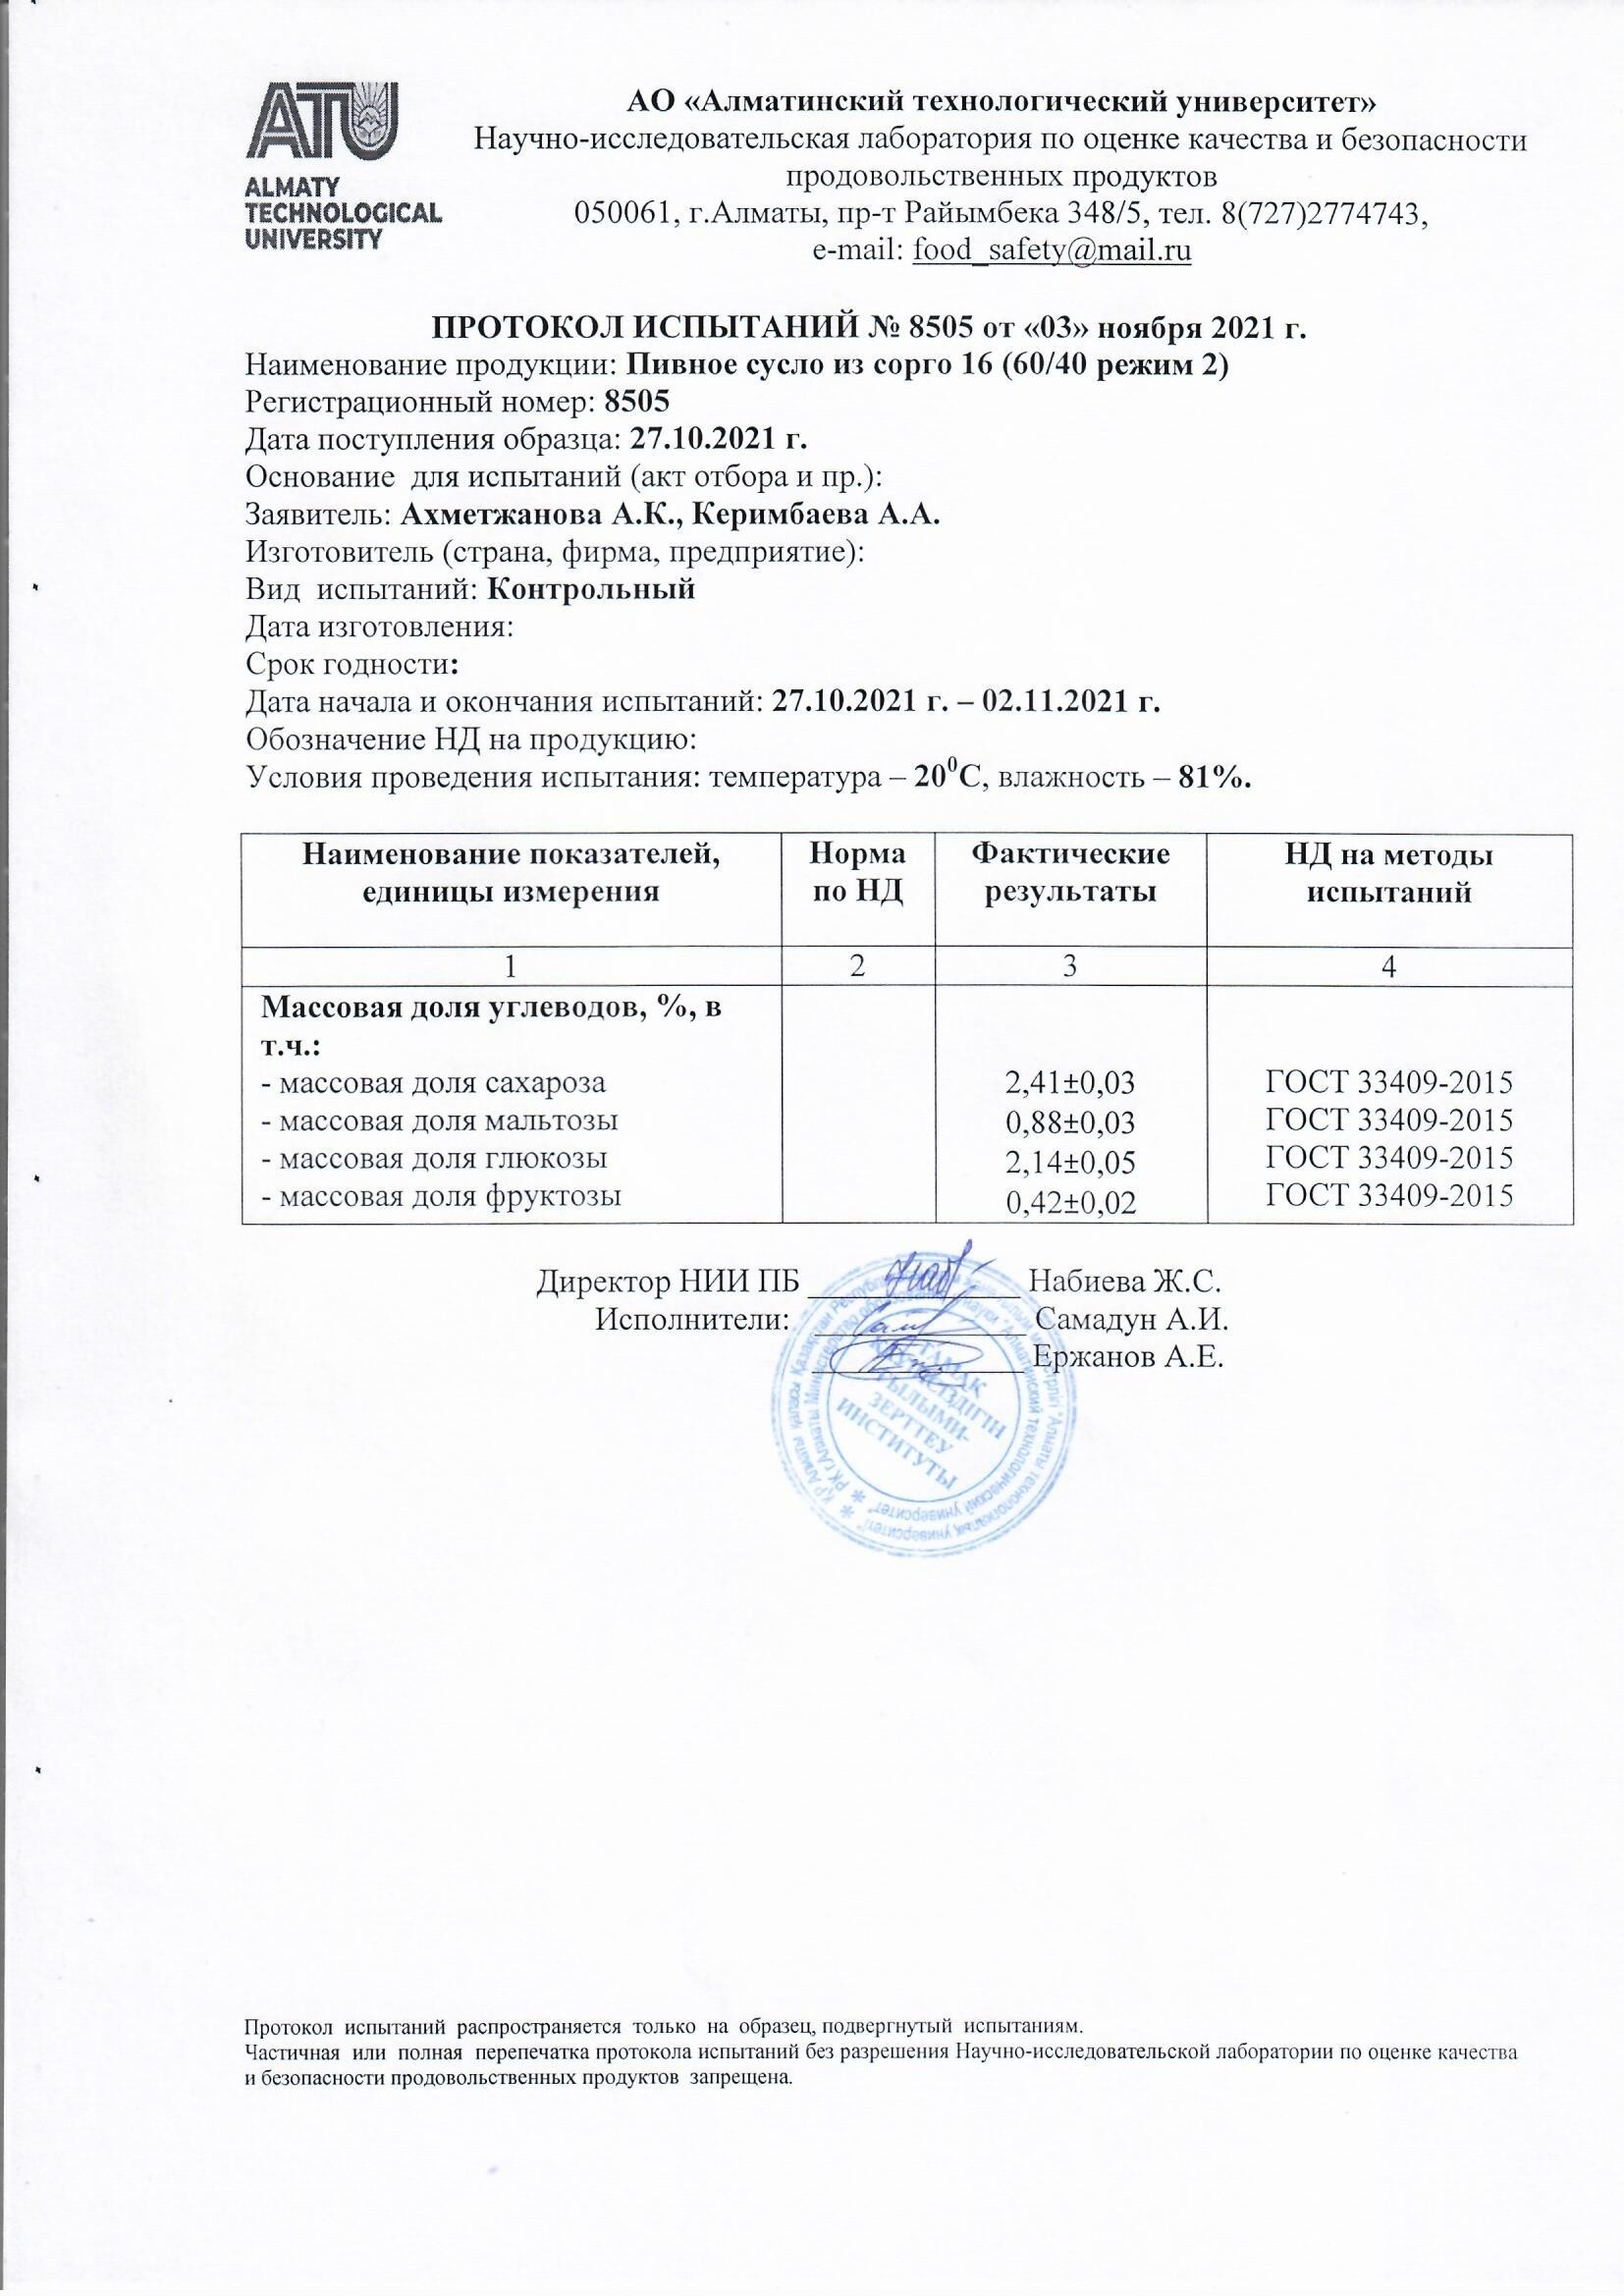 ATU
ALMATY
TECHNOLOGICAL
UNIVERSITY
АО «Алматинский технологический университет»
Научно-исследовательская лаборатория по оценке качества и безопасности
продовольственных продуктов
050061, г.Алматы, пр-т Райымбека 348/5, тел. 8(727)2774743,
e-mail: food_safety@mail.ru
ПРОТОКОЛ ИСПЫТАНИЙ № 8505 от «03» ноября 2021 г.
Наименование продукции: Пивное сусло из сорго 16 (60/40 режим 2)
Регистрационный номер: 8505
Дата поступления образца: 27.10.2021 г.
Основание для испытаний (акт отбора и пр.):
Заявитель: Ахметжанова А.К., Керимбаева А.А.
Изготовитель (страна, фирма, предприятие):
Вид испытаний: Контрольный
Дата изготовления:
Срок годности:
Дата начала и окончания испытаний: 27.10.2021 г. – 02.11.2021 г.
Обозначение НД на продукцию:
Условия проведения испытания: температура – 20⁰С, влажность – 81%.
Наименование показателей, Норма Фактические НД на методы
единицы измерения по НД результаты испытаний
1 2 3 4
Массовая доля углеводов, %, в
т.ч.:
- массовая доля сахароза 2,41±0,03 ГОСТ 33409-2015
- массовая доля мальтозы 0,88±0,03 ГОСТ 33409-2015
- массовая доля глюкозы 2,14±0,05 ГОСТ 33409-2015
- массовая доля фруктозы 0,42±0,02 ГОСТ 33409-2015
Директор НИИ ПБ Набиева Ж.С.
Исполнители: Самадун А.И.
Ержанов А.Е.
ҒЫЛЫМИ-
ЗЕРТТЕУ
ИНСТИТУТЫ
Протокол испытаний распространяется только на образец, подвергнутый испытаниям.
Частичная или полная перепечатка протокола испытаний без разрешения Научно-исследовательской лаборатории по оценке качества
и безопасности продовольственных продуктов запрещена.